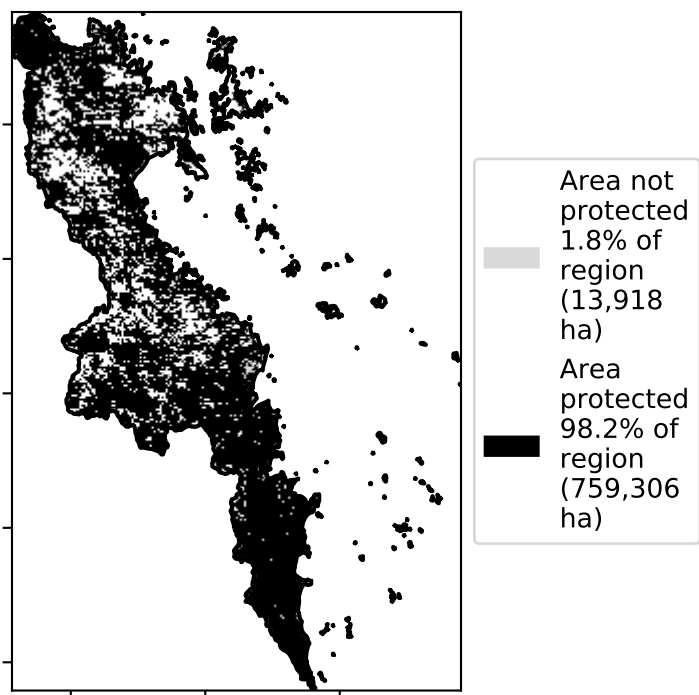 Area not
protected
1.8% of
region
(13,918
ha)
Area
protected
98.2% of
region
(759,306
ha)